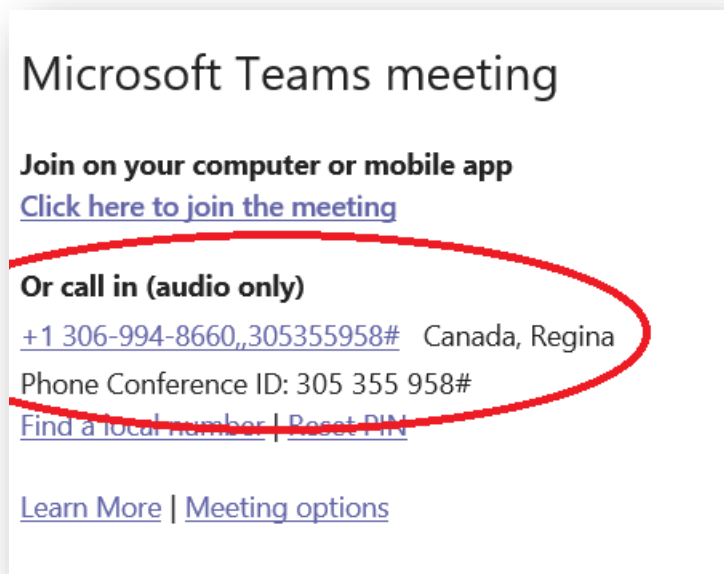 Microsoft Teams meeting
Join on your computer or mobile app
Click here to join the meeting
Or call in (audio only)
+1 306-994-8660,,305355958# Canada, Regina
Phone Conference ID: 305 355 958#
Find a local number | Reset PIN
Learn More | Meeting options